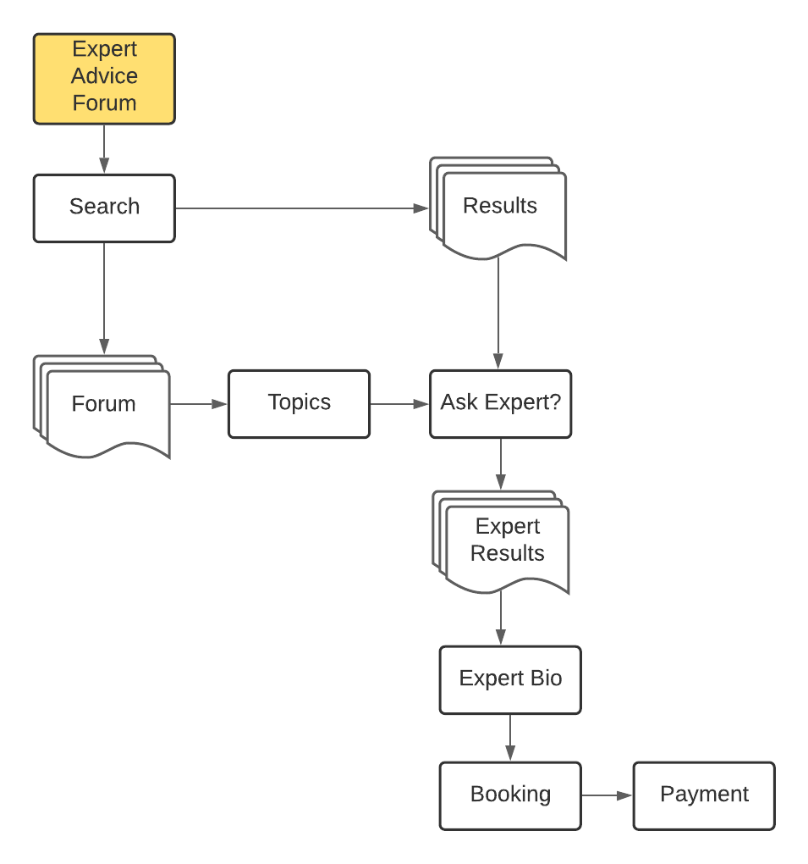 Expert
Advice
Forum
Search
Results
Forum
Topics
Ask Expert?
Expert
Results
Expert Bio
Booking
Payment